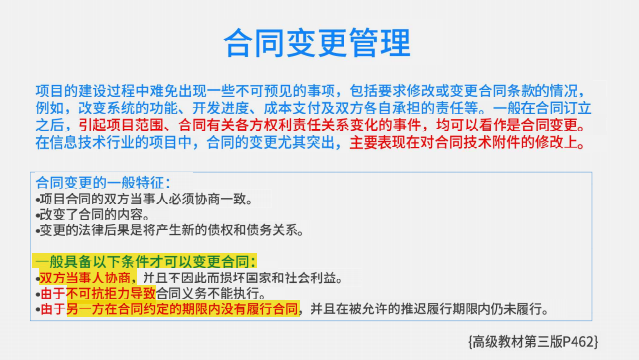 合同变更管理
项目的建设过程中难免出现一些不可预见的事项，包括要求修改或变更合同条款的情况，
例如，改变系统的功能、开发进度、成本支付及双方各自承担的责任等。一般在合同订立
之后，引起项目范围、合同有关各方权利责任关系变化的事件，均可以看作是合同变更。
在信息技术行业的项目中，合同的变更尤其突出，主要表现在对合同技术附件的修改上。
合同变更的一般特征：
•项目合同的双方当事人必须协商一致。
•改变了合同的内容。
•变更的法律后果是将产生新的债权和债务关系。
一般具备以下条件才可以变更合同：
•双方当事人协商，并且不因此而损坏国家和社会利益。
•由于不可抗拒力导致合同义务不能执行。
•由于另一方在合同约定的期限内没有履行合同，并且在被允许的推迟履行期限内仍未履行。
{高级教材第三版P462}